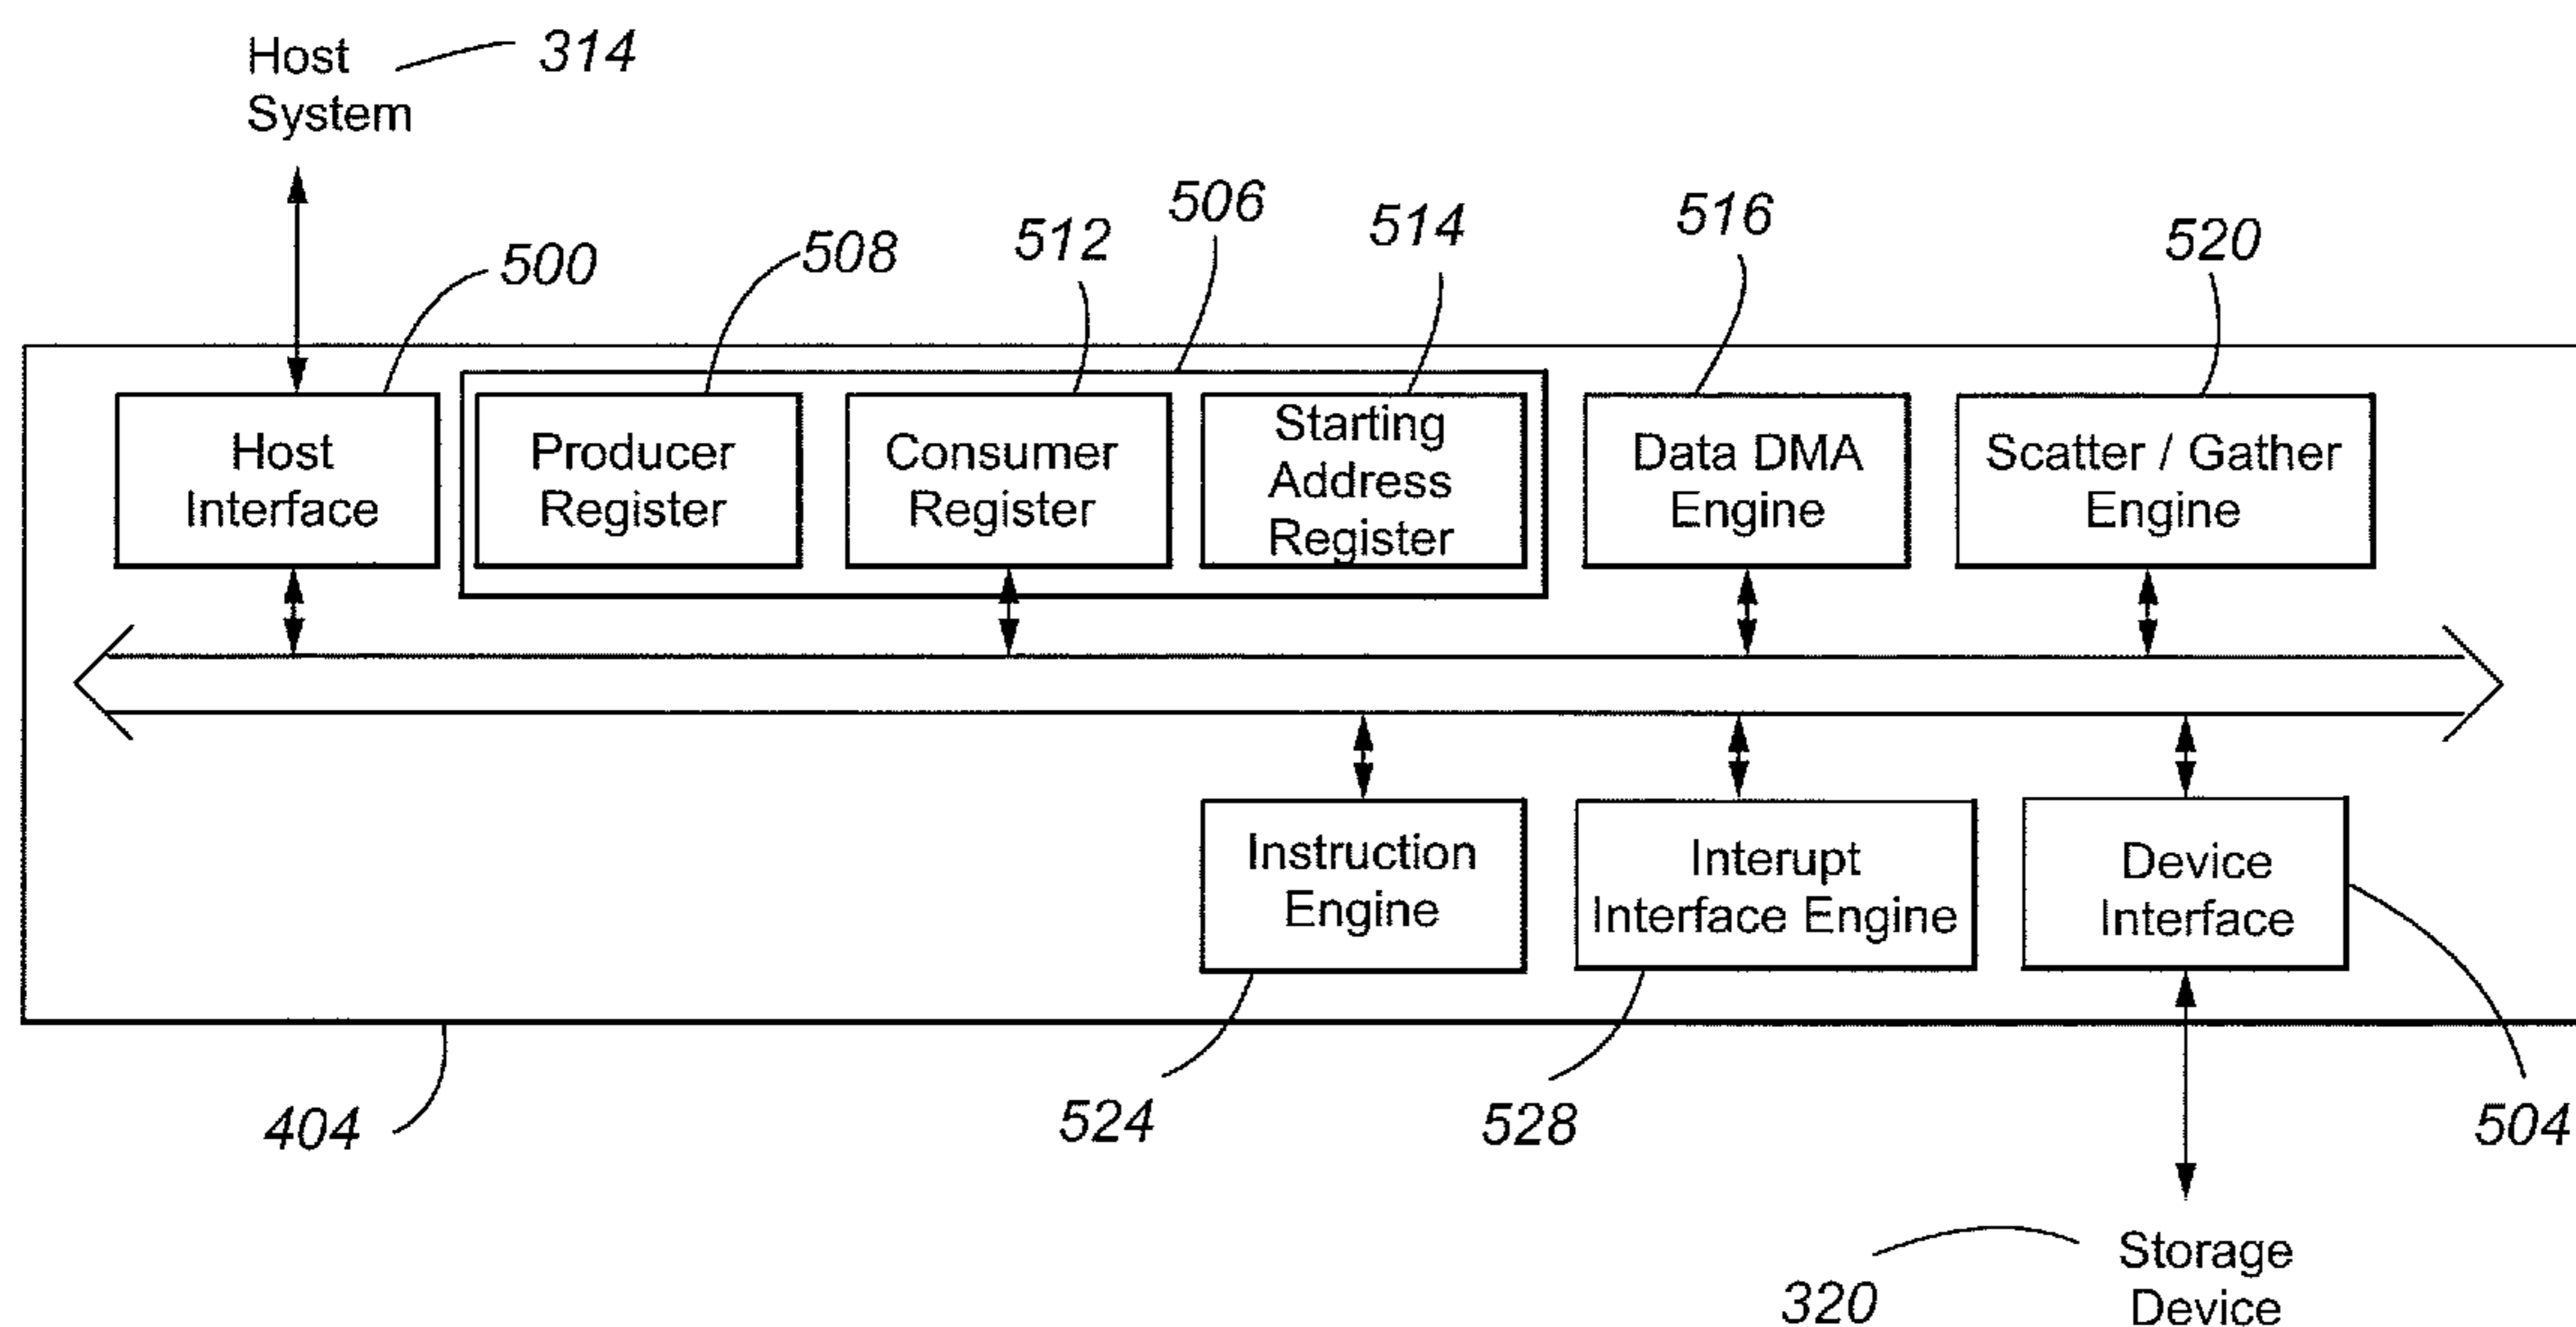 Host
System
314
500
508
512
506
514
516
520
Host
Interface
Producer
Register
Consumer
Register
Starting
Address
Register
Data DMA
Engine
Scatter / Gather
Engine
Instruction
Engine
Interupt
Interface Engine
Device
Interface
404
524
528
504
320
Storage
Device